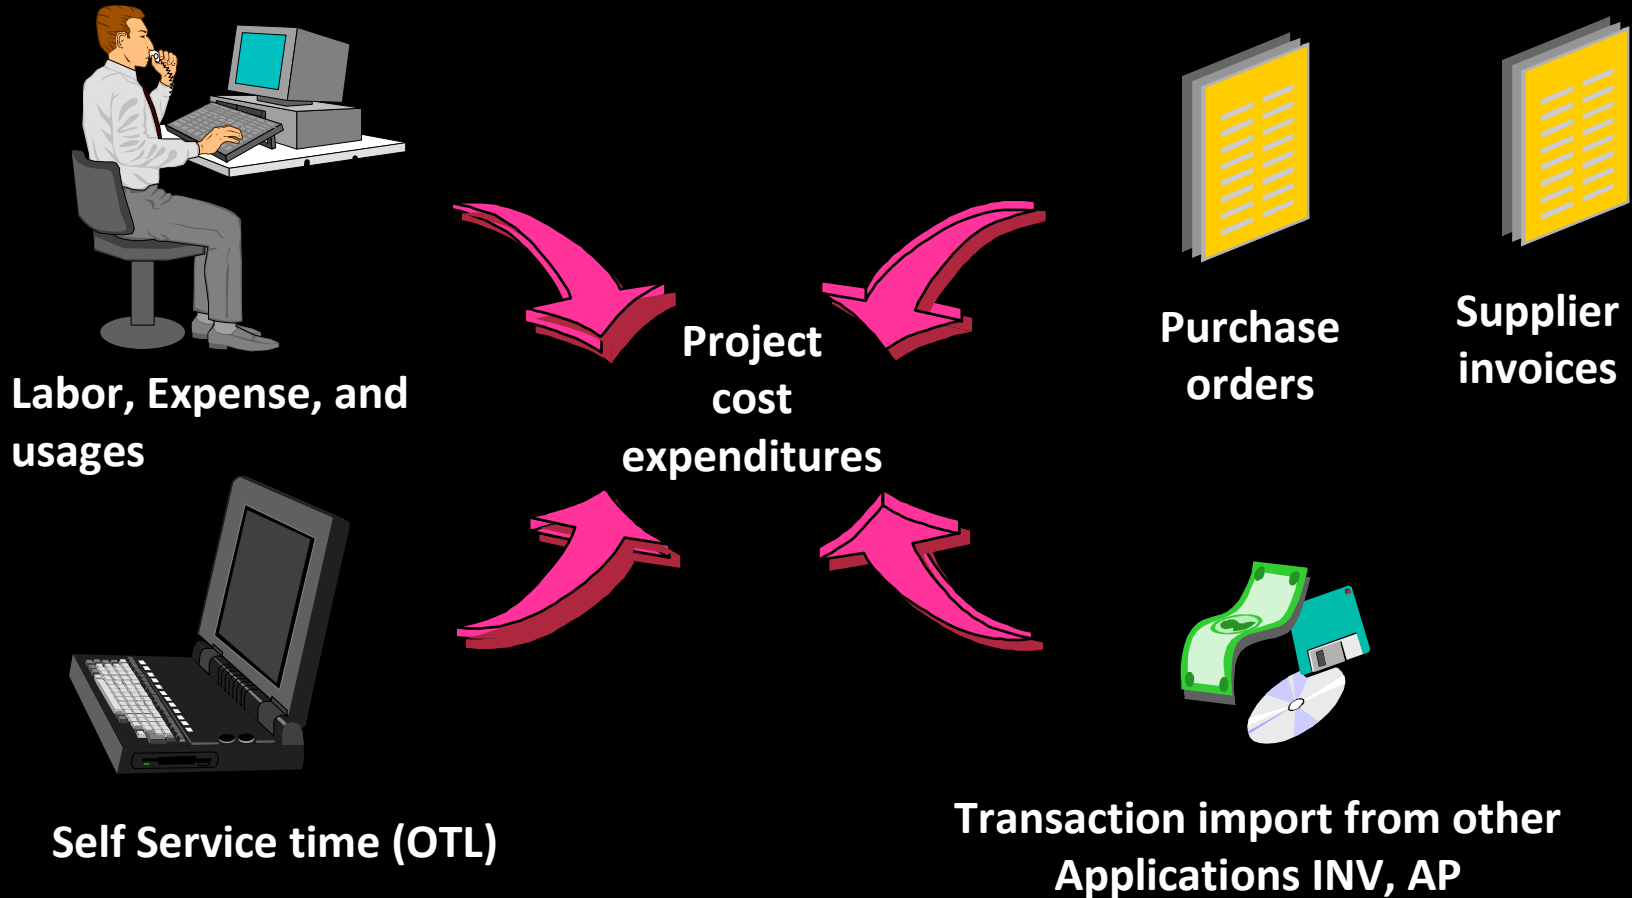 Labor, Expense, and
usages
Project
cost
expenditures
Purchase
orders
Supplier
invoices
Self Service time (OTL)
Transaction import from other
Applications INV, AP